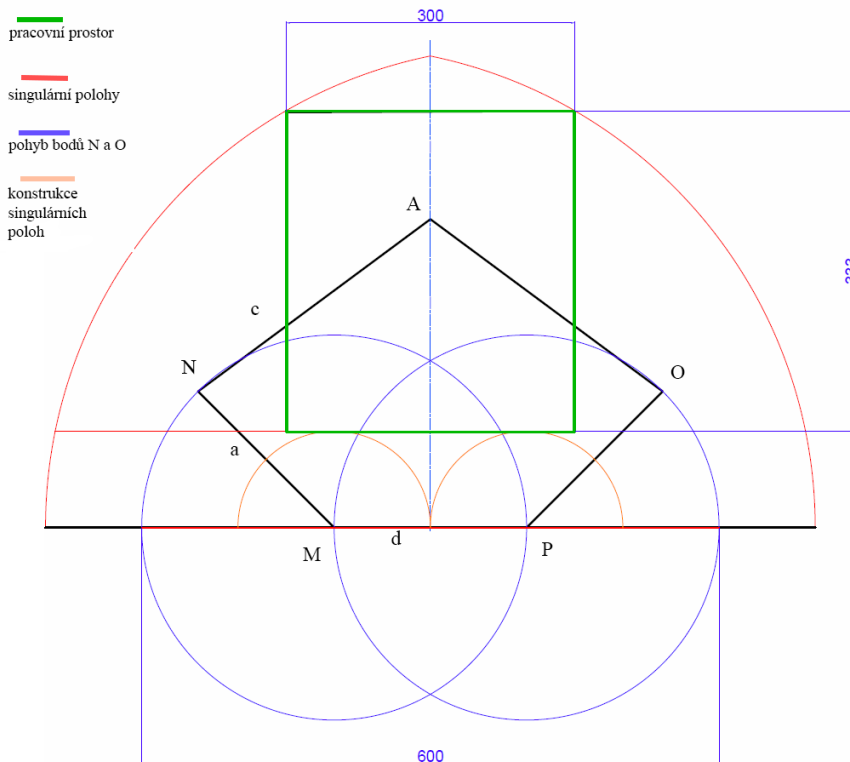 300
pracovní prostor
singulární polohy
pohyb bodů N a O
konstrukce
singulárních
poloh
A
c
N
O
a
d
M
P
600